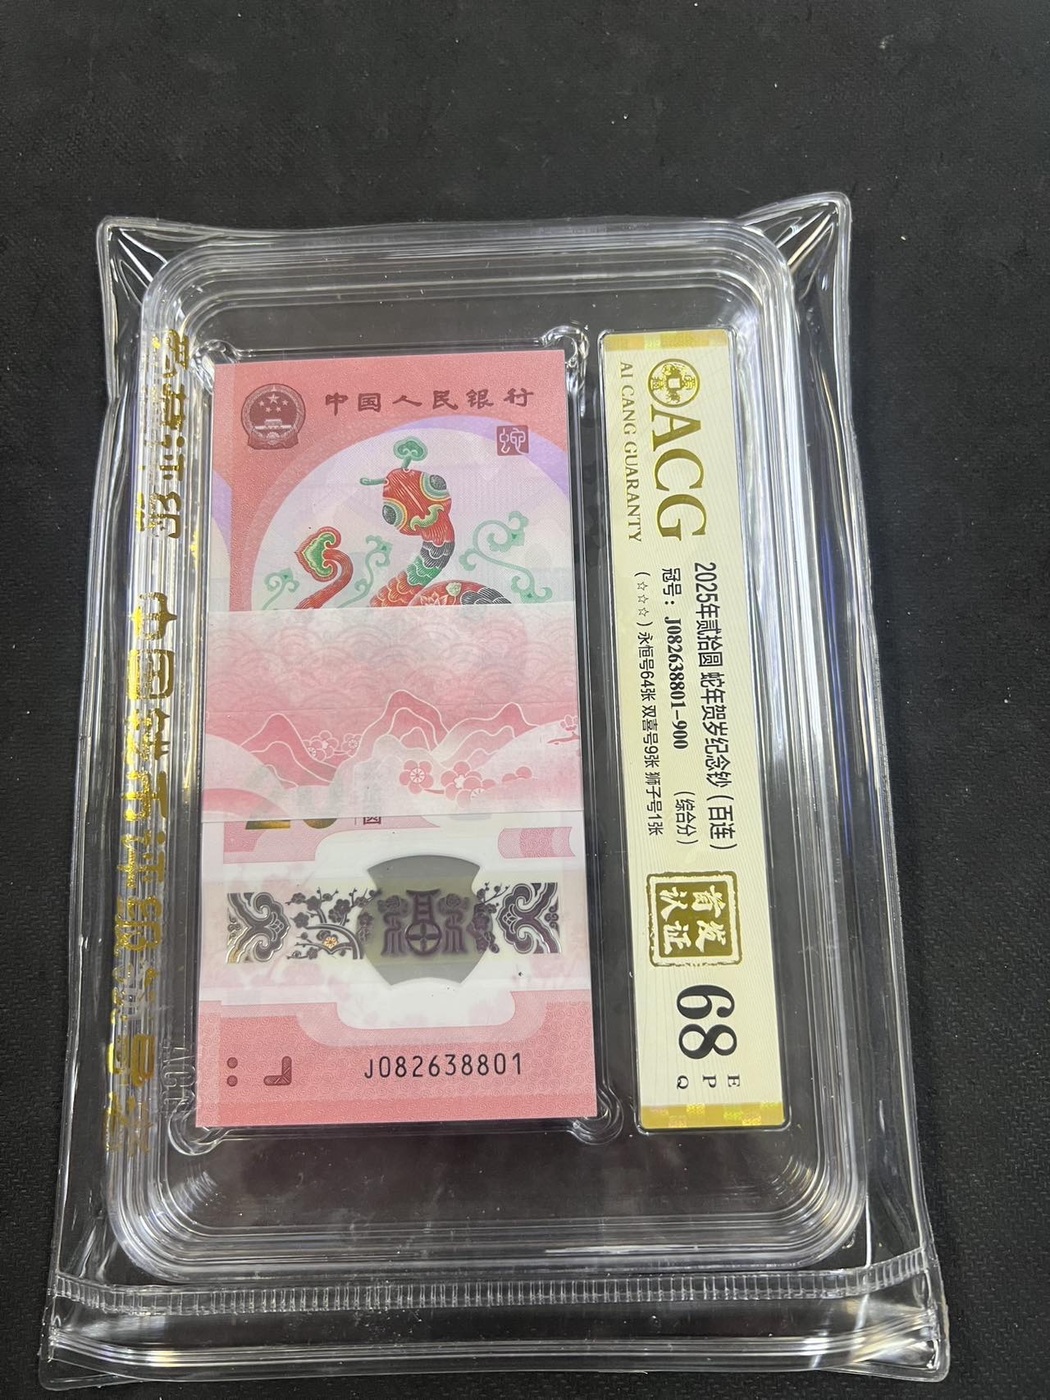 中国人民银行
J082638801
ACG
AI CANG GUARANTY
2025年贰拾圆 蛇年贺岁纪念钞（百连）
冠号：J082638801-900 （综合分）
（☆☆☆）永恒号64张 双喜号9张 狮子号1张
首发
认证
68
E
P
Q